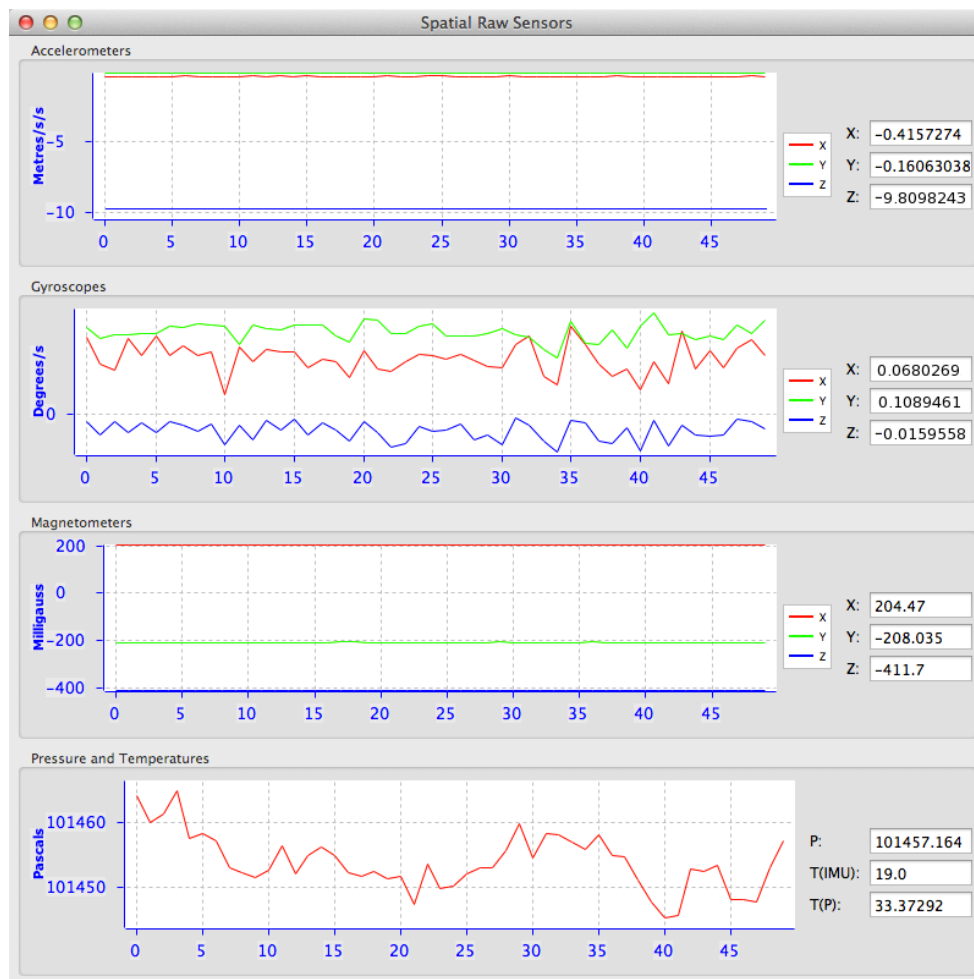 Spatial Raw Sensors
Accelerometers
Metres/s/s
-5
-10
0 5 10 15 20 25 30 35 40 45
X
Y
Z
X: -0.4157274
Y: -0.16063038
Z: -9.8098243
Gyroscopes
Degrees/s
0
0 5 10 15 20 25 30 35 40 45
X
Y
Z
X: 0.0680269
Y: 0.1089461
Z: -0.0159558
Magnetometers
Milligauss
200
0
-200
-400
0 5 10 15 20 25 30 35 40 45
X
Y
Z
X: 204.47
Y: -208.035
Z: -411.7
Pressure and Temperatures
Pascals
101460
101450
0 5 10 15 20 25 30 35 40 45
P: 101457.164
T(IMU): 19.0
T(P): 33.37292